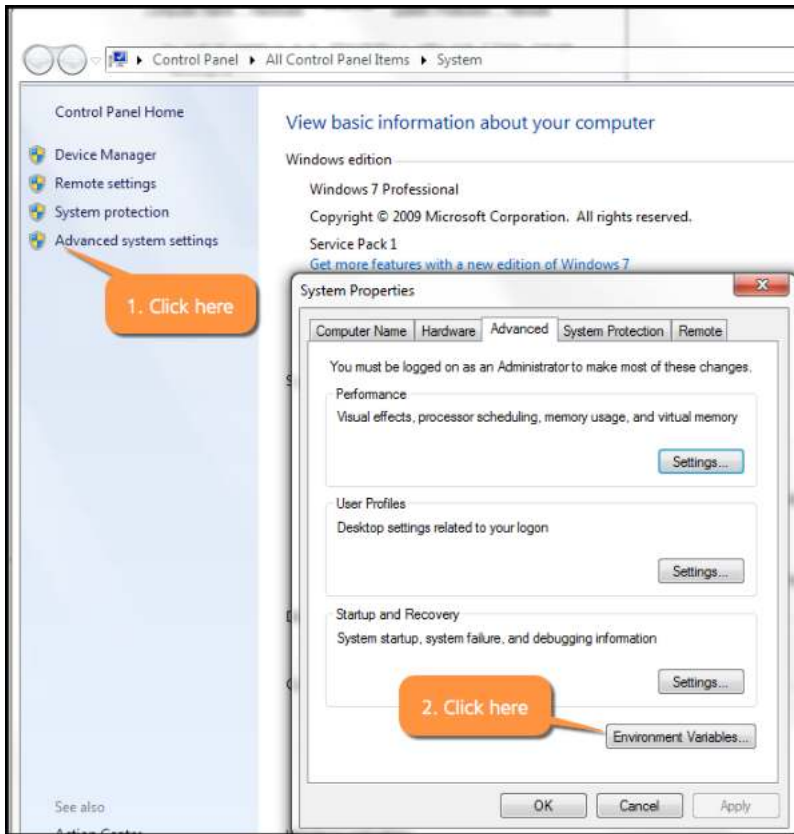 Control Panel ▸ All Control Panel Items ▸ System
Control Panel Home
Device Manager
Remote settings
System protection
Advanced system settings
1. Click here
View basic information about your computer
Windows edition
Windows 7 Professional
Copyright © 2009 Microsoft Corporation. All rights reserved.
Service Pack 1
Get more features with a new edition of Windows 7
System Properties
Computer Name Hardware Advanced System Protection Remote
You must be logged on as an Administrator to make most of these changes.
Performance
Visual effects, processor scheduling, memory usage, and virtual memory
Settings...
User Profiles
Desktop settings related to your logon
Settings...
Startup and Recovery
System startup, system failure, and debugging information
Settings...
2. Click here
Environment Variables...
OK Cancel Apply
See also
Action Center